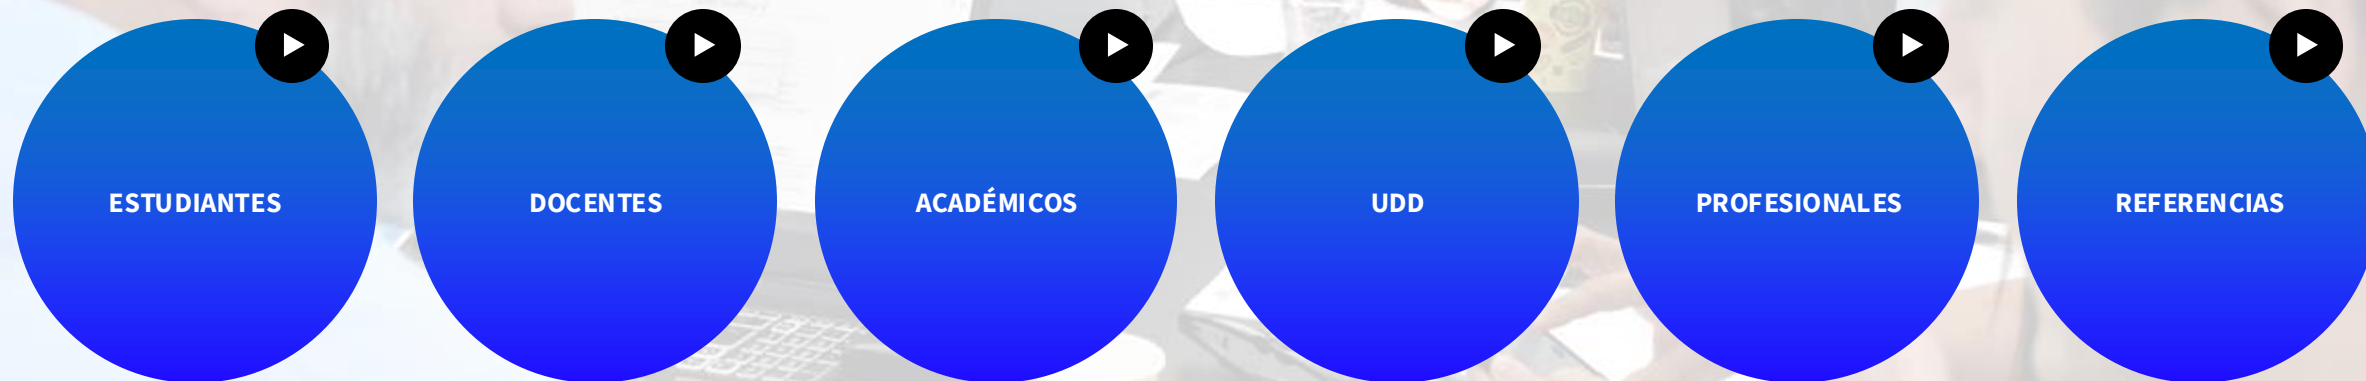 ESTUDIANTES
DOCENTES
ACADÉMICOS
UDD
PROFESIONALES
REFERENCIAS